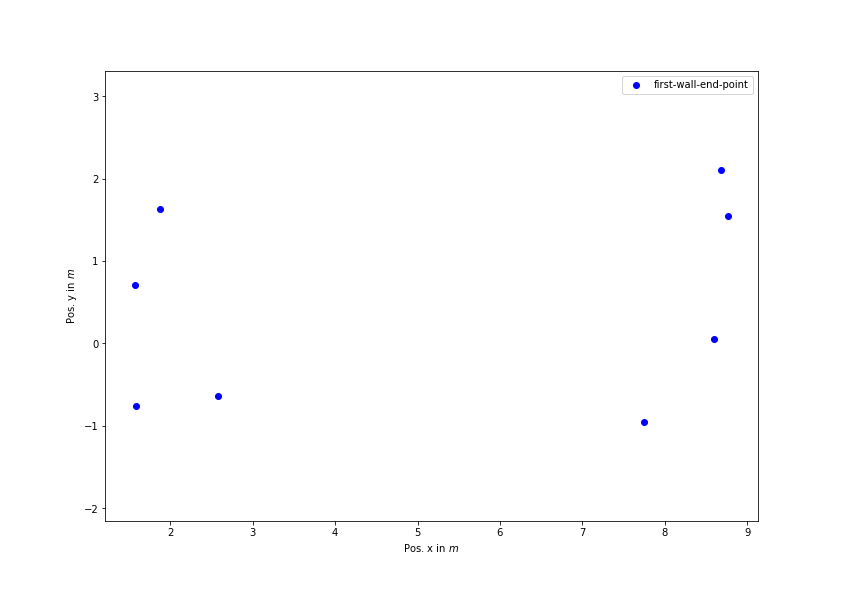 first-wall-end-point
3
2
1
0
−1
−2
Pos. y in m
2 3 4 5 6 7 8 9
Pos. x in m